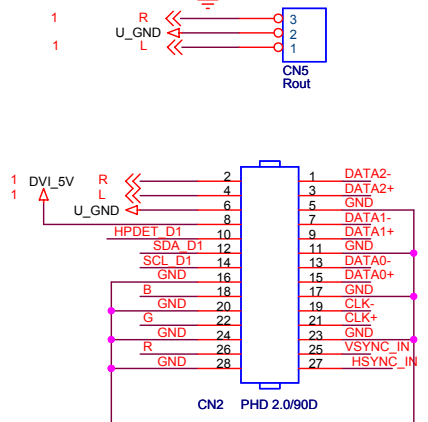 1 R 3
U_GND 2
1 L 1
CN5
Rout
1 R 2 1 DATA2-
1 DVI_5V L 4 3 DATA2+
U_GND 6 5 GND
8 7 DATA1-
HPDET_D1 10 9 DATA1+
SDA_D1 12 11 GND
SCL_D1 14 13 DATA0-
GND 16 15 DATA0+
B 18 17 GND
GND 20 19 CLK-
G 22 21 CLK+
GND 24 23 GND
R 26 25 VSYNC_IN
GND 28 27 HSYNC_IN
CN2 PHD 2.0/90D